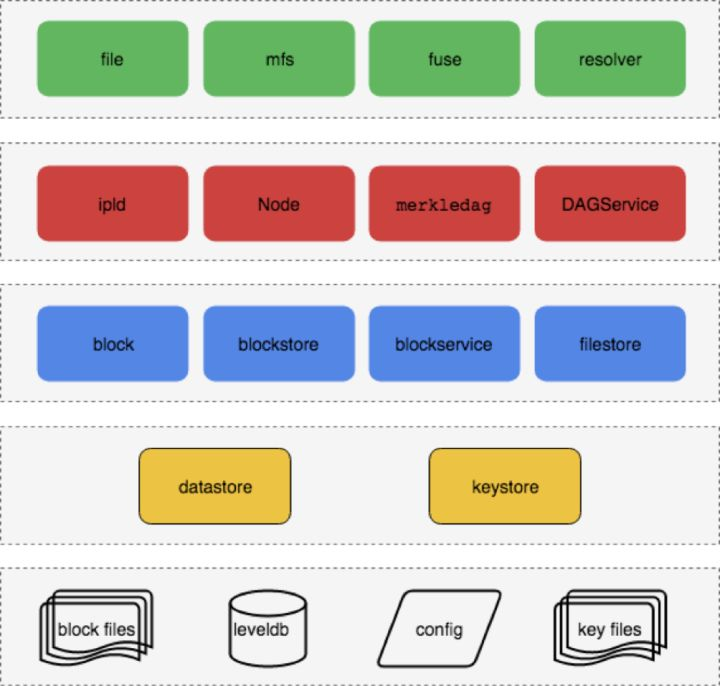 file
mfs
fuse
resolver
ipld
Node
merkledag
DAGService
block
blockstore
blockservice
filestore
datastore
keystore
block files
leveldb
config
key files